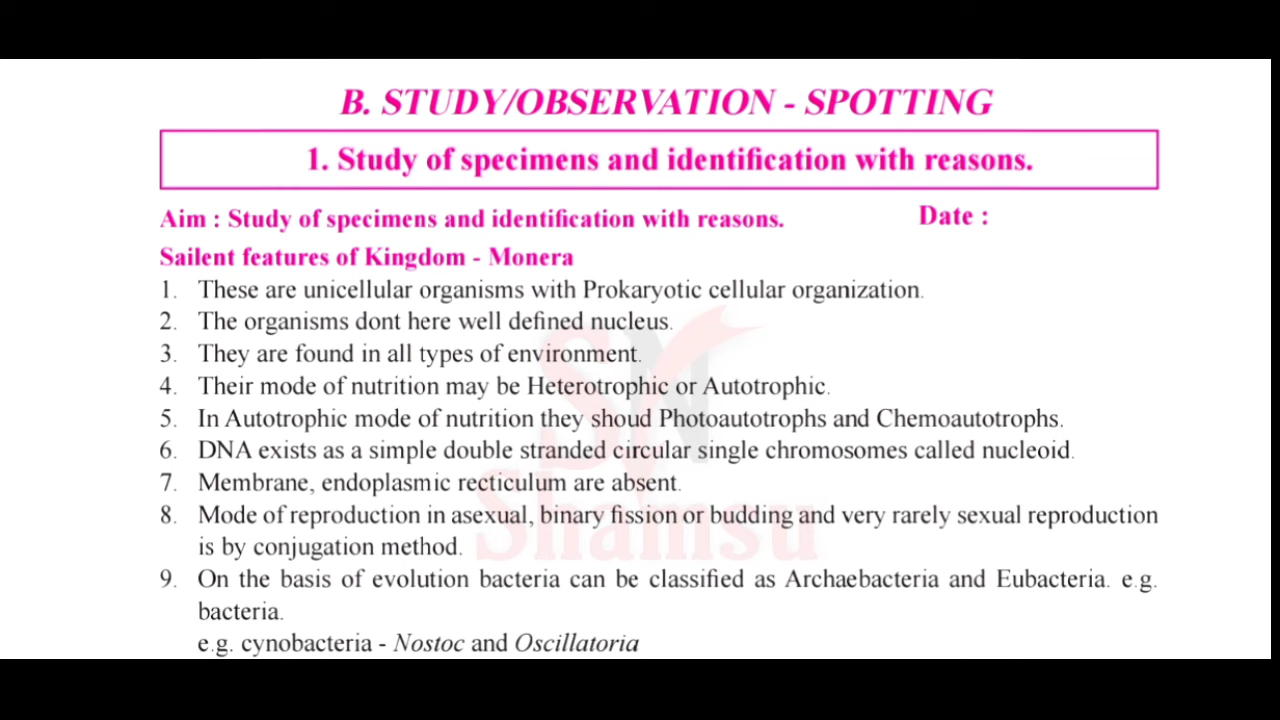 B. STUDY/OBSERVATION - SPOTTING
1. Study of specimens and identification with reasons.
Aim : Study of specimens and identification with reasons.
Date :
Sailent features of Kingdom - Monera
1. These are unicellular organisms with Prokaryotic cellular organization.
2. The organisms dont here well defined nucleus.
3. They are found in all types of environment.
4. Their mode of nutrition may be Heterotrophic or Autotrophic.
5. In Autotrophic mode of nutrition they shoud Photoautotrophs and Chemoautotrophs.
6. DNA exists as a simple double stranded circular single chromosomes called nucleoid.
7. Membrane, endoplasmic recticulum are absent.
8. Mode of reproduction in asexual, binary fission or budding and very rarely sexual reproduction
is by conjugation method.
9. On the basis of evolution bacteria can be classified as Archaebacteria and Eubacteria. e.g.
bacteria.
e.g. cynobacteria - Nostoc and Oscillatoria
SN
Shamsu